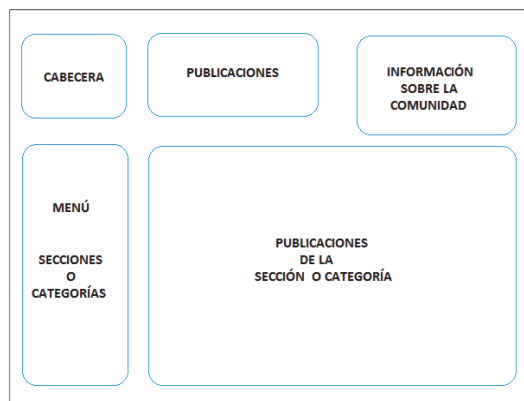 CABECERA
PUBLICACIONES
INFORMACIÓN
SOBRE LA
COMUNIDAD
MENÚ
SECCIONES
O
CATEGORÍAS
PUBLICACIONES
DE LA
SECCIÓN O CATEGORÍA